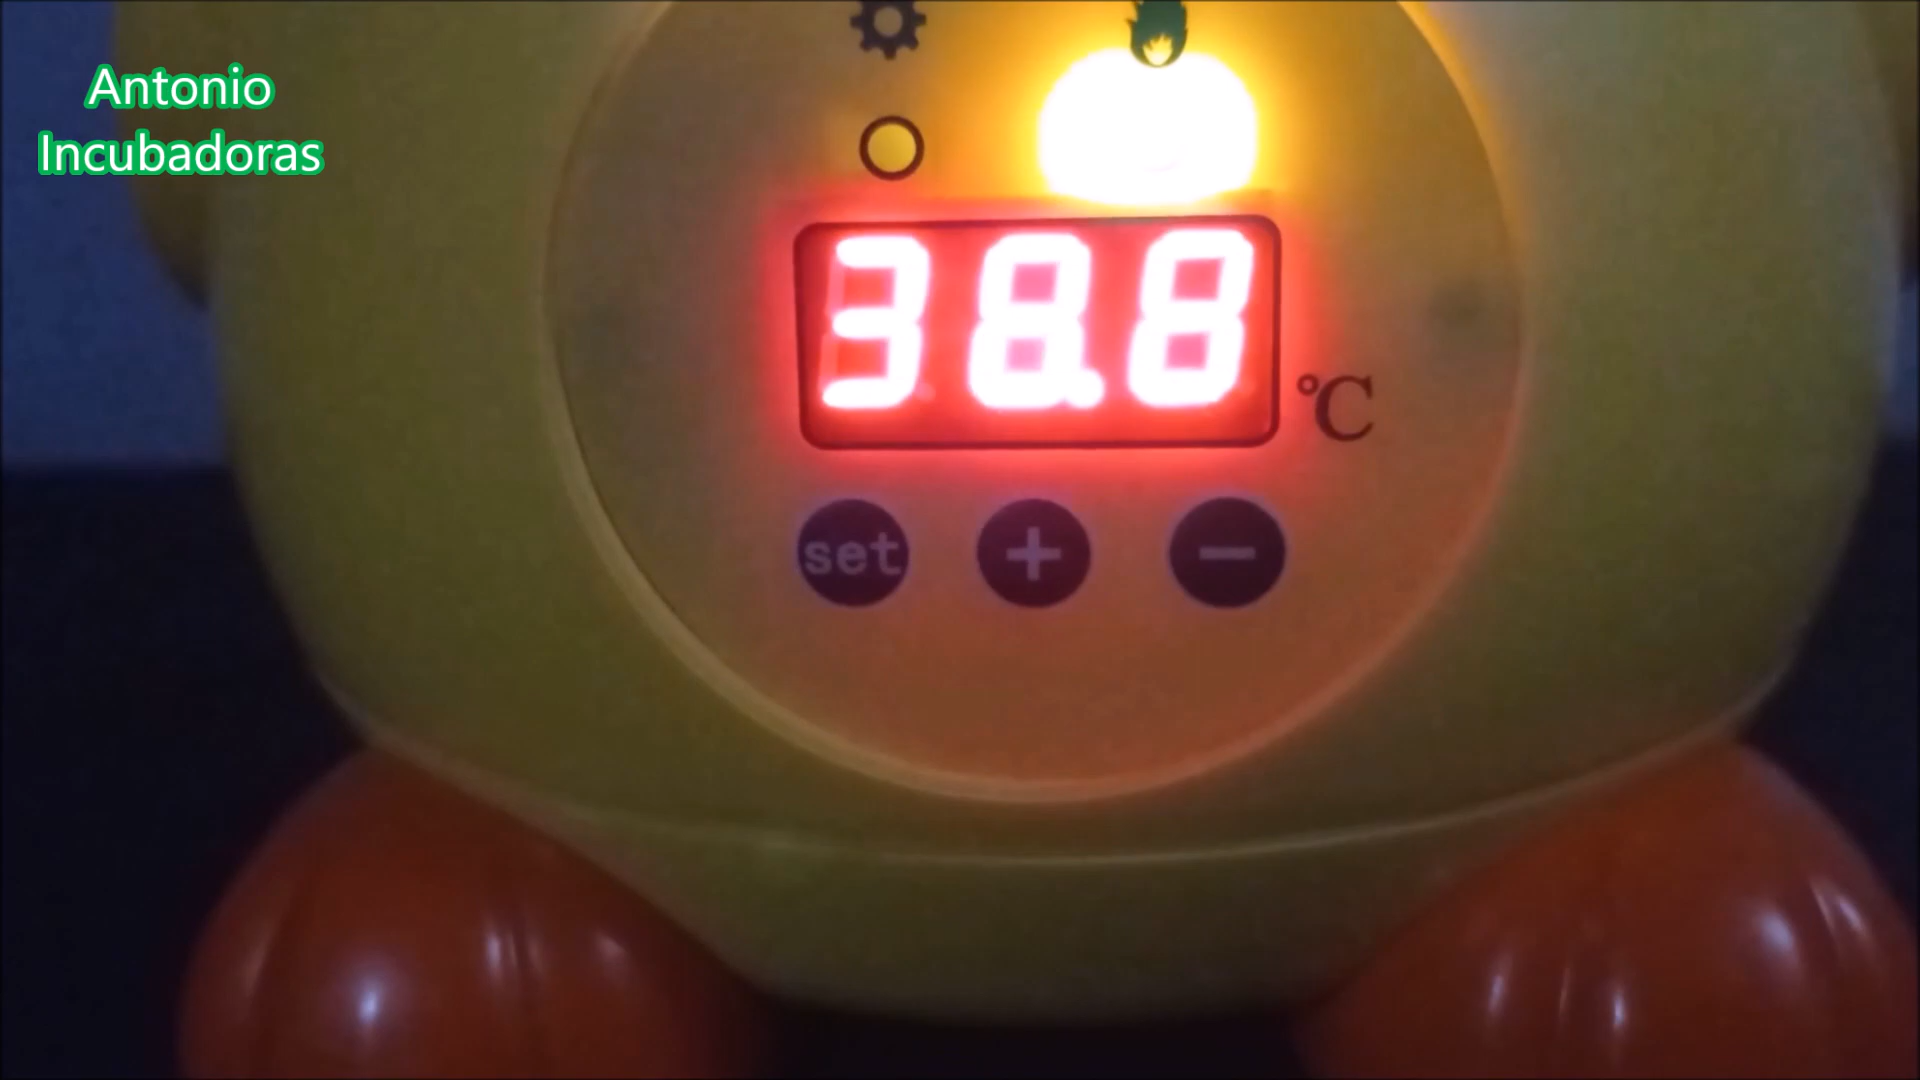 Antonio
Incubadoras
38.8
℃
set + −